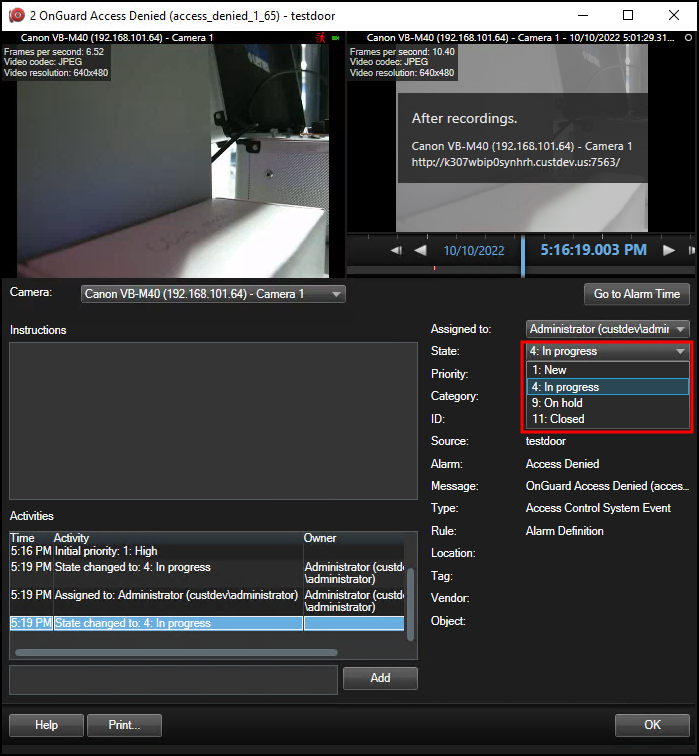 2 OnGuard Access Denied (access_denied_1_65) - testdoor
Canon VB-M40 (192.168.101.64) - Camera 1
Frames per second: 6.52
Video codec: JPEG
Video resolution: 640x480
Canon VB-M40 (192.168.101.64) - Camera 1 - 10/10/2022 5:01:29.31...
Frames per second: 10.40
Video codec: JPEG
Video resolution: 640x480
After recordings.
Canon VB-M40 (192.168.101.64) - Camera 1
http://k307wbip0synhrh.custdev.us:7563/
10/10/2022 5:16:19.003 PM
Camera: Canon VB-M40 (192.168.101.64) - Camera 1
Go to Alarm Time
Instructions
Activities
Time Activity Owner
5:16 PM Initial priority: 1: High
5:19 PM State changed to: 4: In progress Administrator (custde
\administrator)
5:19 PM Assigned to: Administrator (custdev\administrator) Administrator (custde
\administrator)
5:19 PM State changed to: 4: In progress
Add
Assigned to: Administrator (custdev\admir
State: 4: In progress
1: New
4: In progress
9: On hold
11: Closed
Priority:
Category:
ID:
Source: testdoor
Alarm: Access Denied
Message: OnGuard Access Denied (acces...
Type: Access Control System Event
Rule: Alarm Definition
Location:
Tag:
Vendor:
Object:
Help
Print...
OK